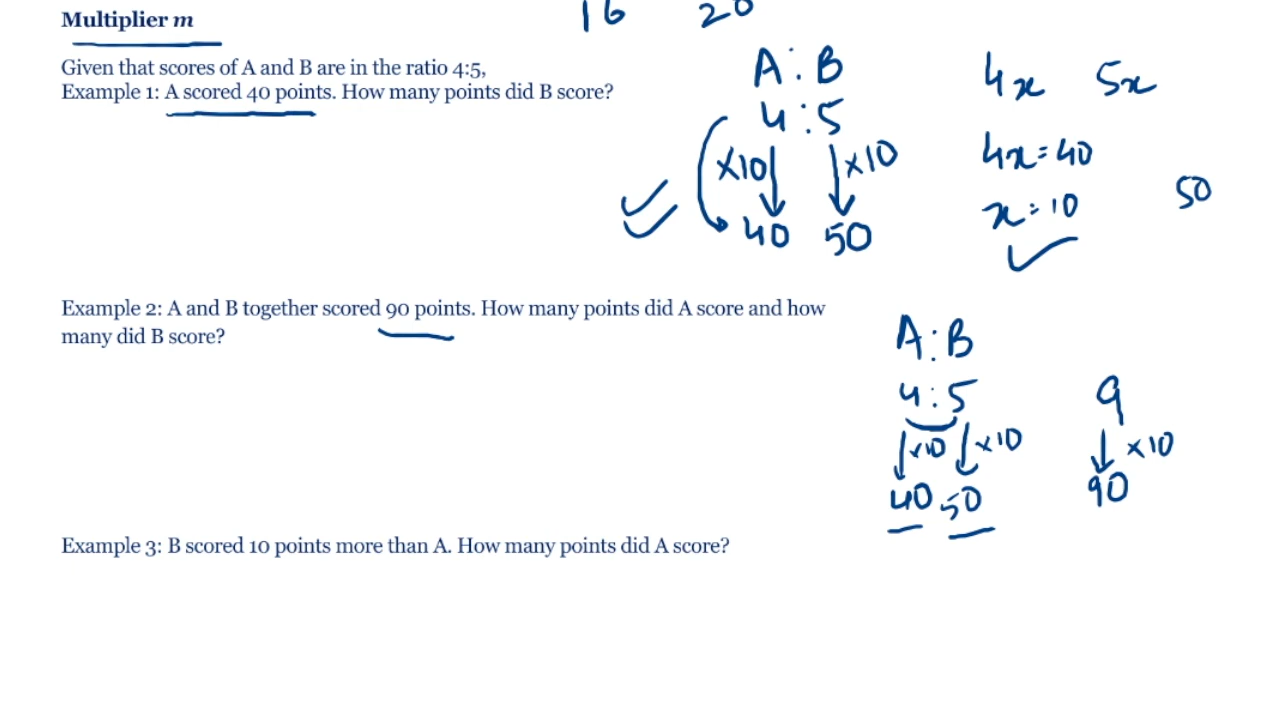 16 20
Multiplier m
Given that scores of A and B are in the ratio 4:5,
Example 1: A scored 40 points. How many points did B score?
A : B
4 : 5
×10 ×10
40 50
4x 5x
4x = 40
x = 10
50
Example 2: A and B together scored 90 points. How many points did A score and how
many did B score?
A : B
4 : 5 9
×10 ×10 ×10
40 50 90
Example 3: B scored 10 points more than A. How many points did A score?